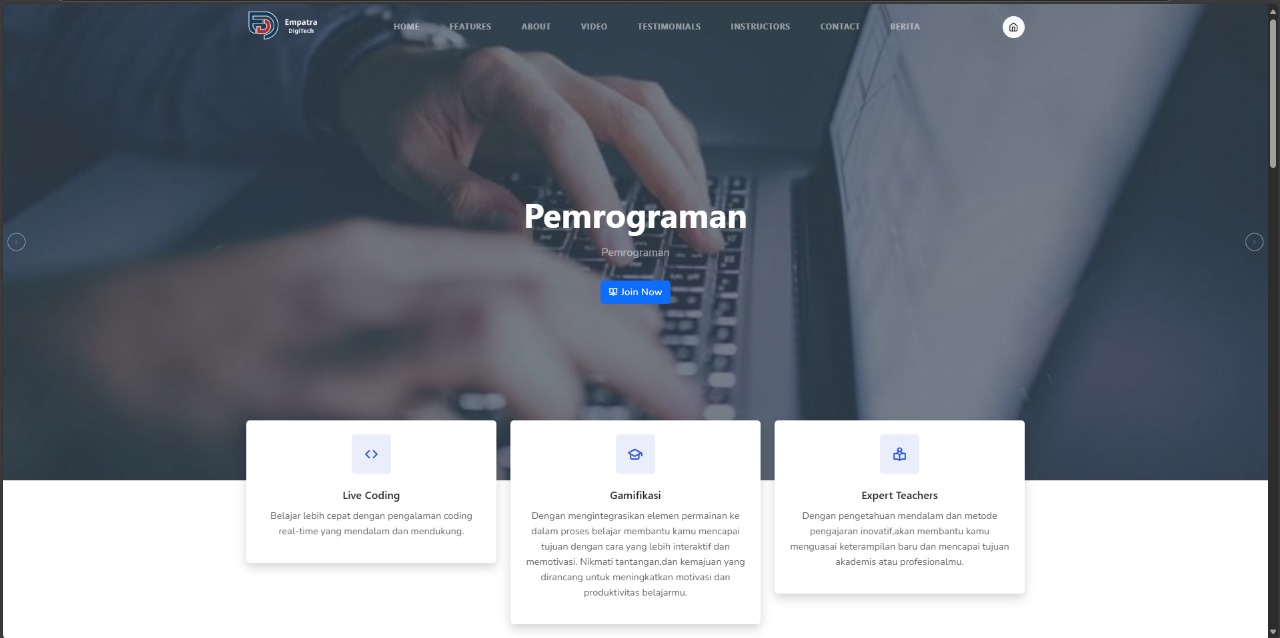 Empatra
DigiTech
HOME FEATURES ABOUT VIDEO TESTIMONIALS INSTRUCTORS CONTACT BERITA
Pemrograman
Pemrograman
Join Now
Live Coding
Belajar lebih cepat dengan pengalaman coding
real-time yang mendalam dan mendukung.
Gamifikasi
Dengan mengintegrasikan elemen permainan ke
dalam proses belajar membantu kamu mencapai
tujuan dengan cara yang lebih interaktif dan
memotivasi. Nikmati tantangan,dan kemajuan yang
dirancang untuk meningkatkan motivasi dan
produktivitas belajarmu.
Expert Teachers
Dengan pengetahuan mendalam dan metode
pengajaran inovatif,akan membantu kamu
menguasai keterampilan baru dan mencapai tujuan
akademis atau profesionalmu.